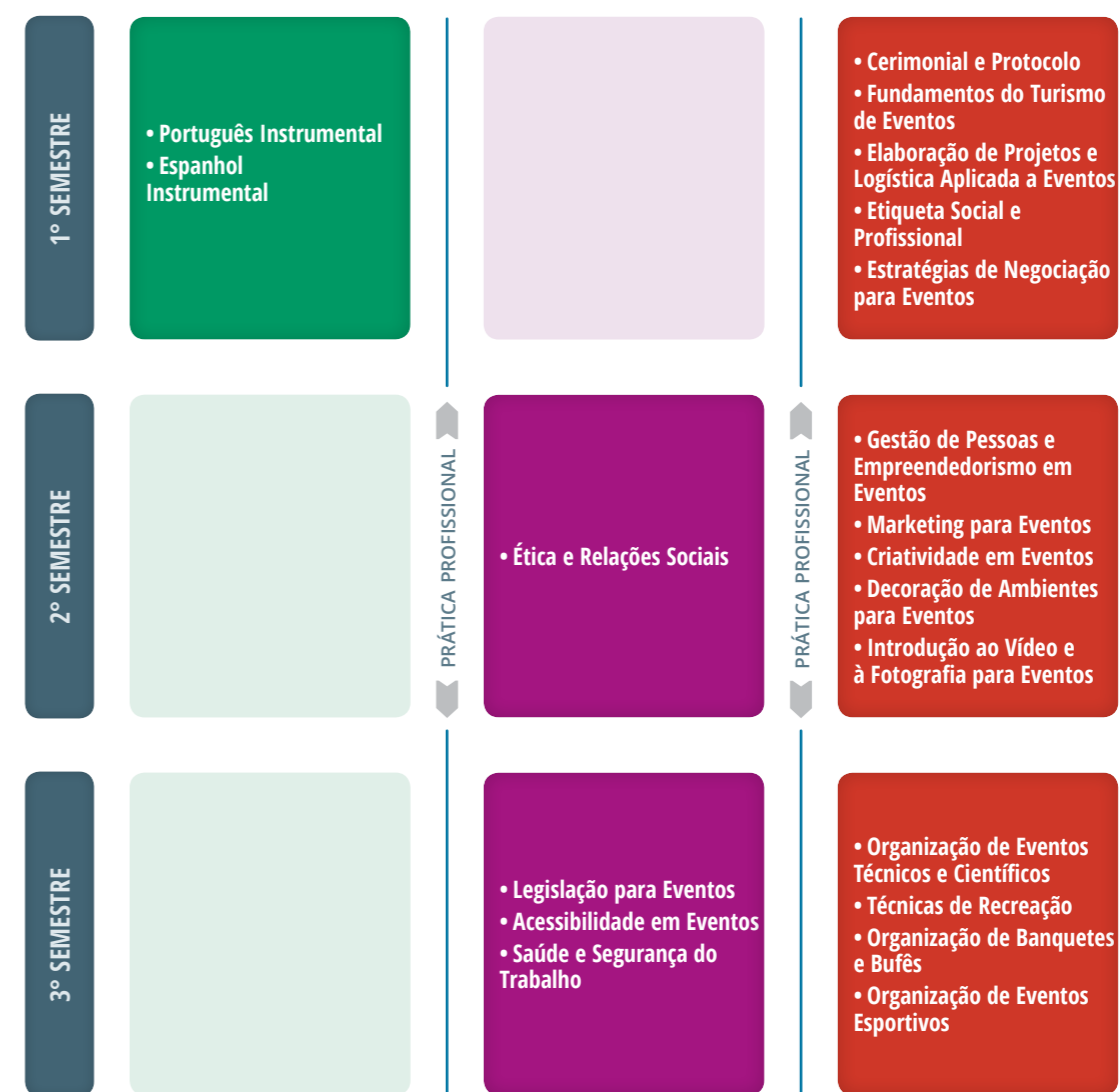 1º SEMESTRE
• Português Instrumental
• Espanhol
Instrumental
• Cerimonial e Protocolo
• Fundamentos do Turismo
de Eventos
• Elaboração de Projetos e
Logística Aplicada a Eventos
• Etiqueta Social e
Profissional
• Estratégias de Negociação
para Eventos
2º SEMESTRE
PRÁTICA PROFISSIONAL
• Ética e Relações Sociais
PRÁTICA PROFISSIONAL
• Gestão de Pessoas e
Empreendedorismo em
Eventos
• Marketing para Eventos
• Criatividade em Eventos
• Decoração de Ambientes
para Eventos
• Introdução ao Vídeo e
à Fotografia para Eventos
3º SEMESTRE
• Legislação para Eventos
• Acessibilidade em Eventos
• Saúde e Segurança do
Trabalho
• Organização de Eventos
Técnicos e Científicos
• Técnicas de Recreação
• Organização de Banquetes
e Bufês
• Organização de Eventos
Esportivos